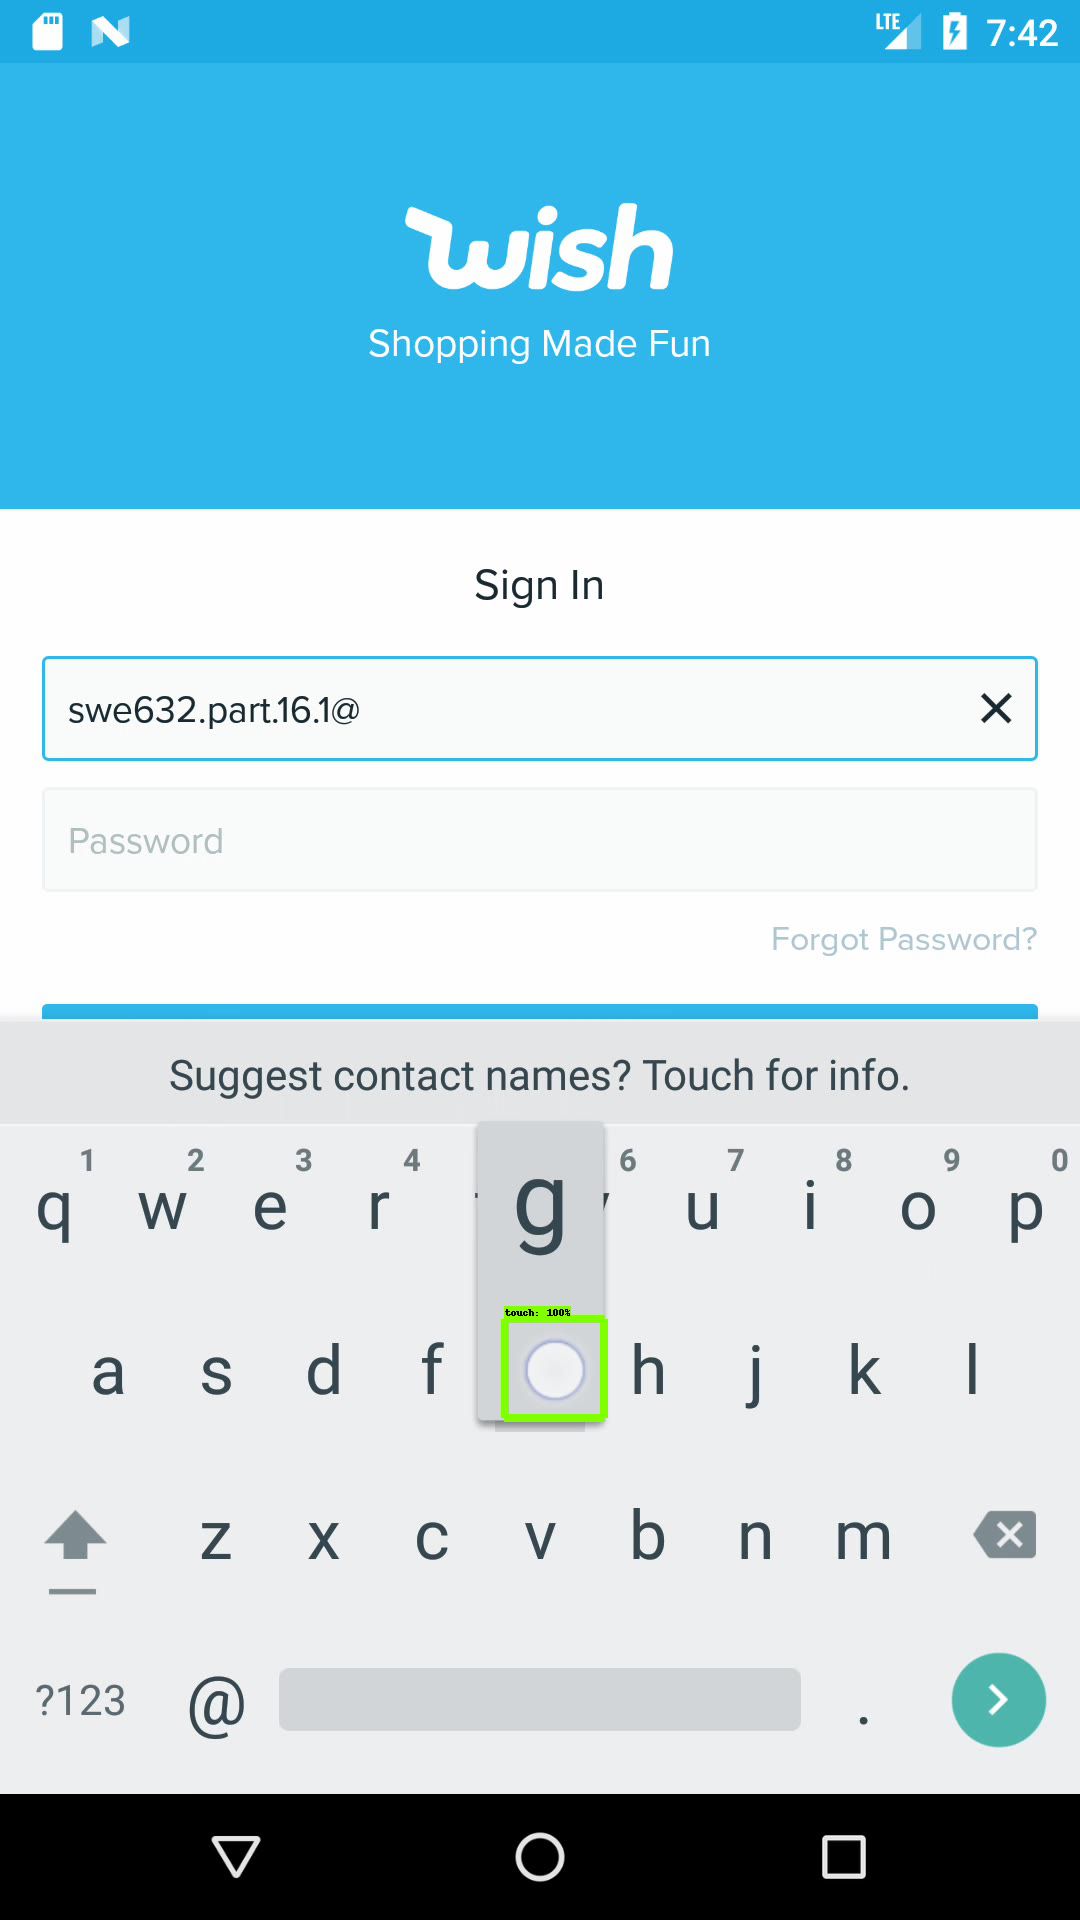 LTE 7:42
wish
Shopping Made Fun
Sign In
swe632.part.16.1@
Password
Forgot Password?
Suggest contact names? Touch for info.
1 2 3 4 6 7 8 9 0
q w e r g u i o p
touch: 100%
a s d f h j k l
z x c v b n m
?123 @ .